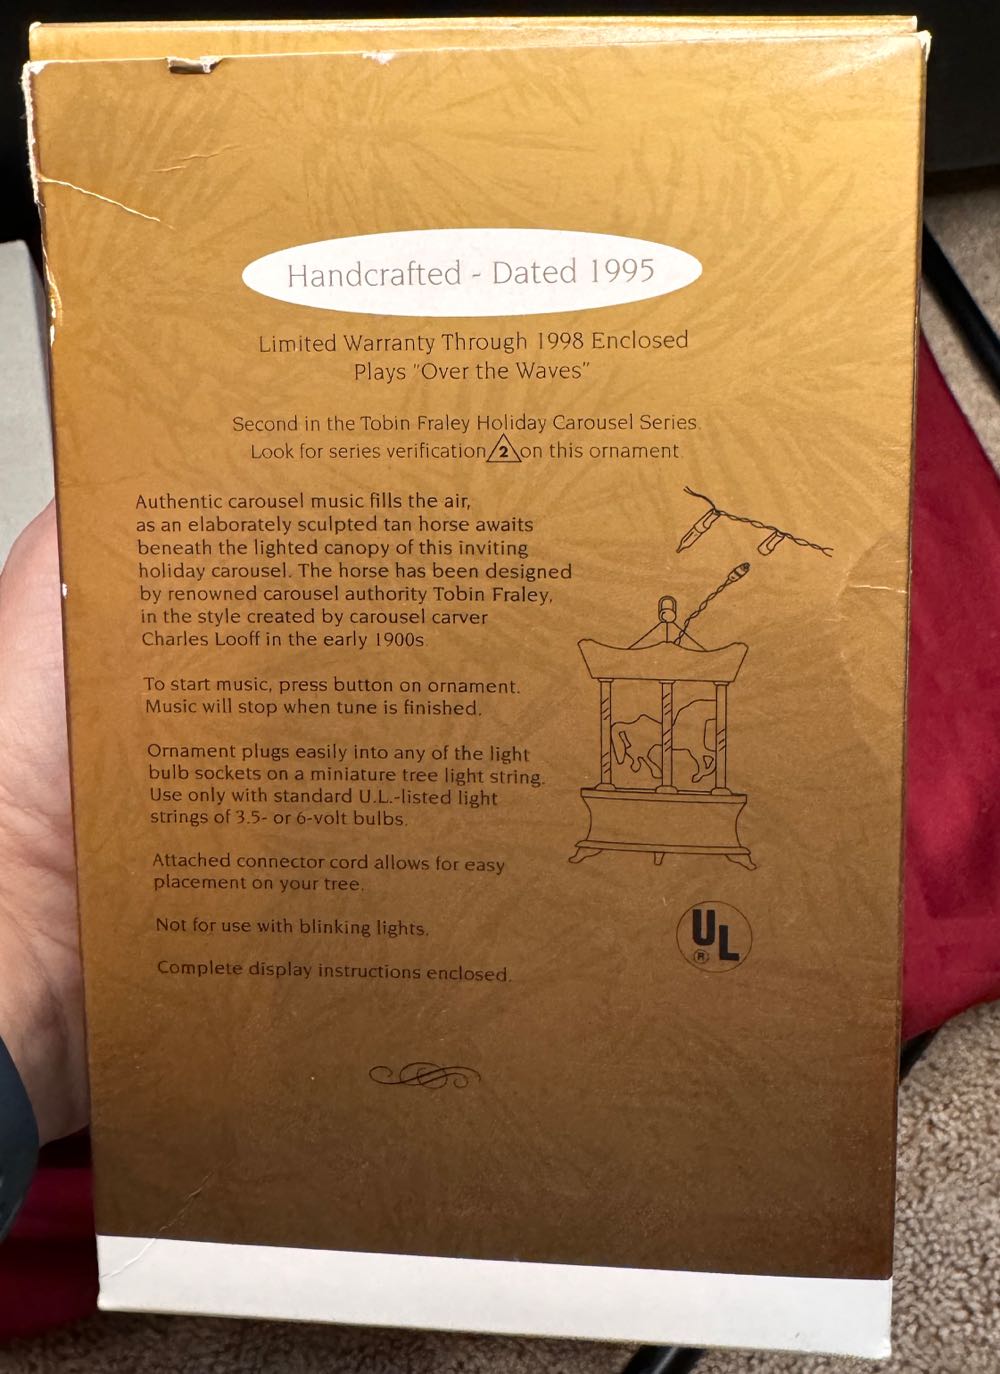 Handcrafted - Dated 1995
Limited Warranty Through 1998 Enclosed
Plays "Over the Waves"
Second in the Tobin Fraley Holiday Carousel Series.
Look for series verification 2 on this ornament.
Authentic carousel music fills the air,
as an elaborately sculpted tan horse awaits
beneath the lighted canopy of this inviting
holiday carousel. The horse has been designed
by renowned carousel authority Tobin Fraley,
in the style created by carousel carver
Charles Looff in the early 1900s.
To start music, press button on ornament.
Music will stop when tune is finished.
Ornament plugs easily into any of the light
bulb sockets on a miniature tree light string.
Use only with standard U.L.-listed light
strings of 3.5- or 6-volt bulbs.
Attached connector cord allows for easy
placement on your tree.
Not for use with blinking lights.
Complete display instructions enclosed.
UL
®